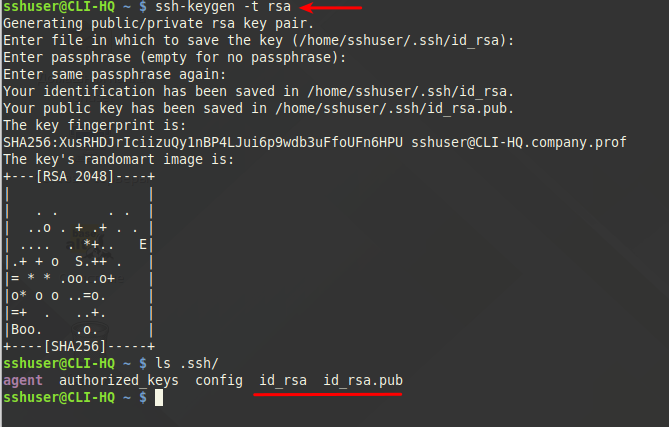 sshuser@CLI-HQ ~ $ ssh-keygen -t rsa
Generating public/private rsa key pair.
Enter file in which to save the key (/home/sshuser/.ssh/id_rsa):
Enter passphrase (empty for no passphrase):
Enter same passphrase again:
Your identification has been saved in /home/sshuser/.ssh/id_rsa.
Your public key has been saved in /home/sshuser/.ssh/id_rsa.pub.
The key fingerprint is:
SHA256:XusRHDJrIciizuQy1nBP4LJui6p9wdb3uFfoUFn6HPU sshuser@CLI-HQ.company.prof
The key's randomart image is:
+---[RSA 2048]----+
|                 |
|   . .      . .  |
|  ..o . + .+ . . |
| ....  . *+..   E|
|.+ + o  S.++ .   |
|= * * .oo..o+    |
|o* o o ..=o.     |
|=+  .   ..+.     |
|Boo.    .o.      |
+----[SHA256]-----+
sshuser@CLI-HQ ~ $ ls .ssh/
agent  authorized_keys  config  id_rsa  id_rsa.pub
sshuser@CLI-HQ ~ $